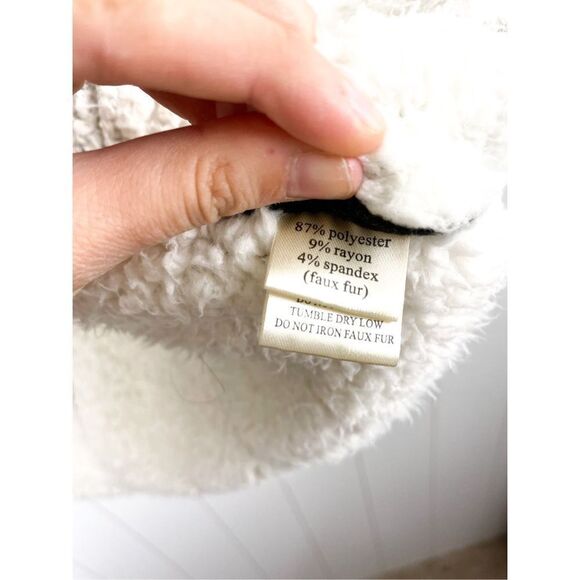 87% polyester
9% rayon
4% spandex
(faux fur)
TUMBLE DRY LOW
DO NOT IRON FAUX FUR